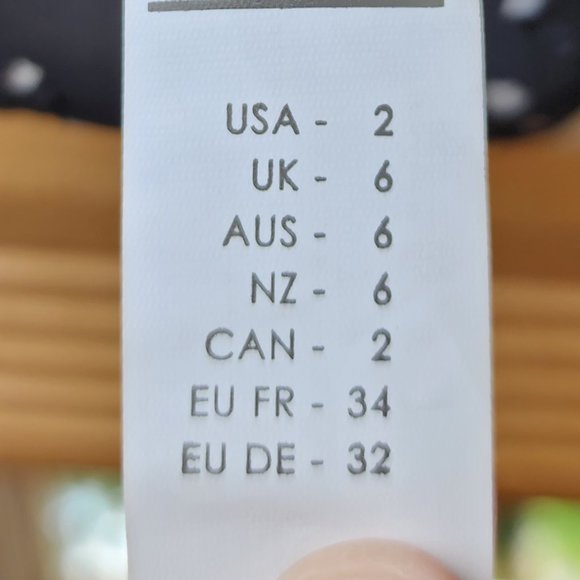 USA - 2
UK - 6
AUS - 6
NZ - 6
CAN - 2
EU FR - 34
EU DE - 32